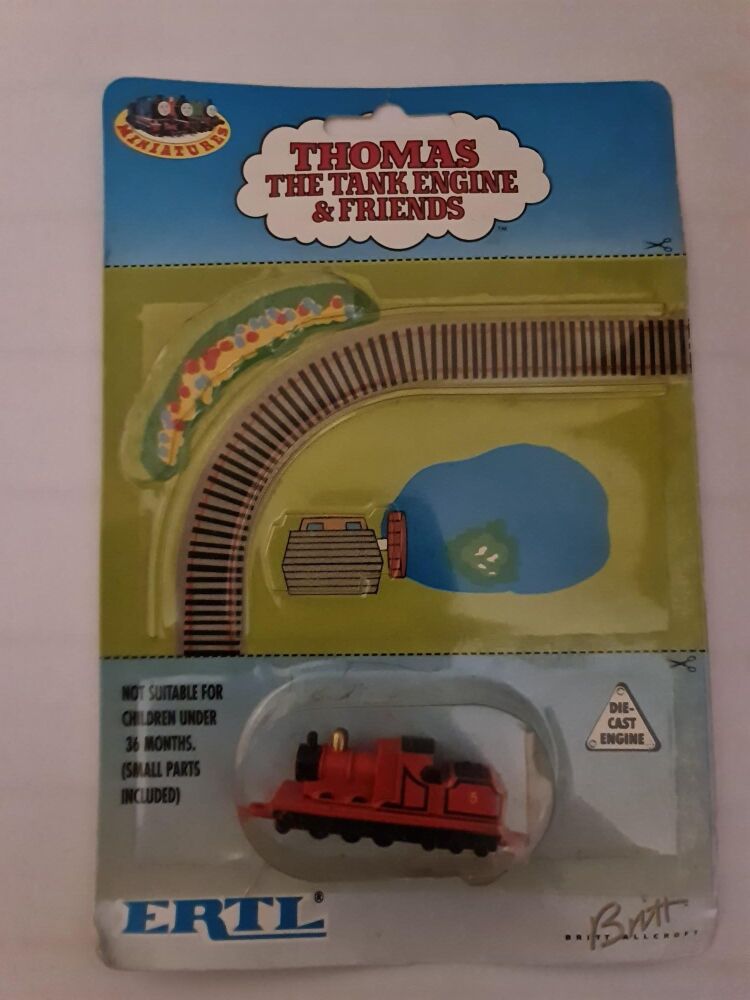 MINIATURES
THOMAS
THE TANK ENGINE
& FRIENDS
™
NOT SUITABLE FOR
CHILDREN UNDER
36 MONTHS.
(SMALL PARTS
INCLUDED)
DIE-
CAST
ENGINE
5
ERTL®
Britt
BRITT ALLCROFT